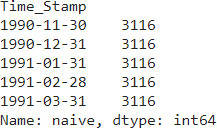 Time_Stamp
1990-11-30    3116
1990-12-31    3116
1991-01-31    3116
1991-02-28    3116
1991-03-31    3116
Name: naive, dtype: int64